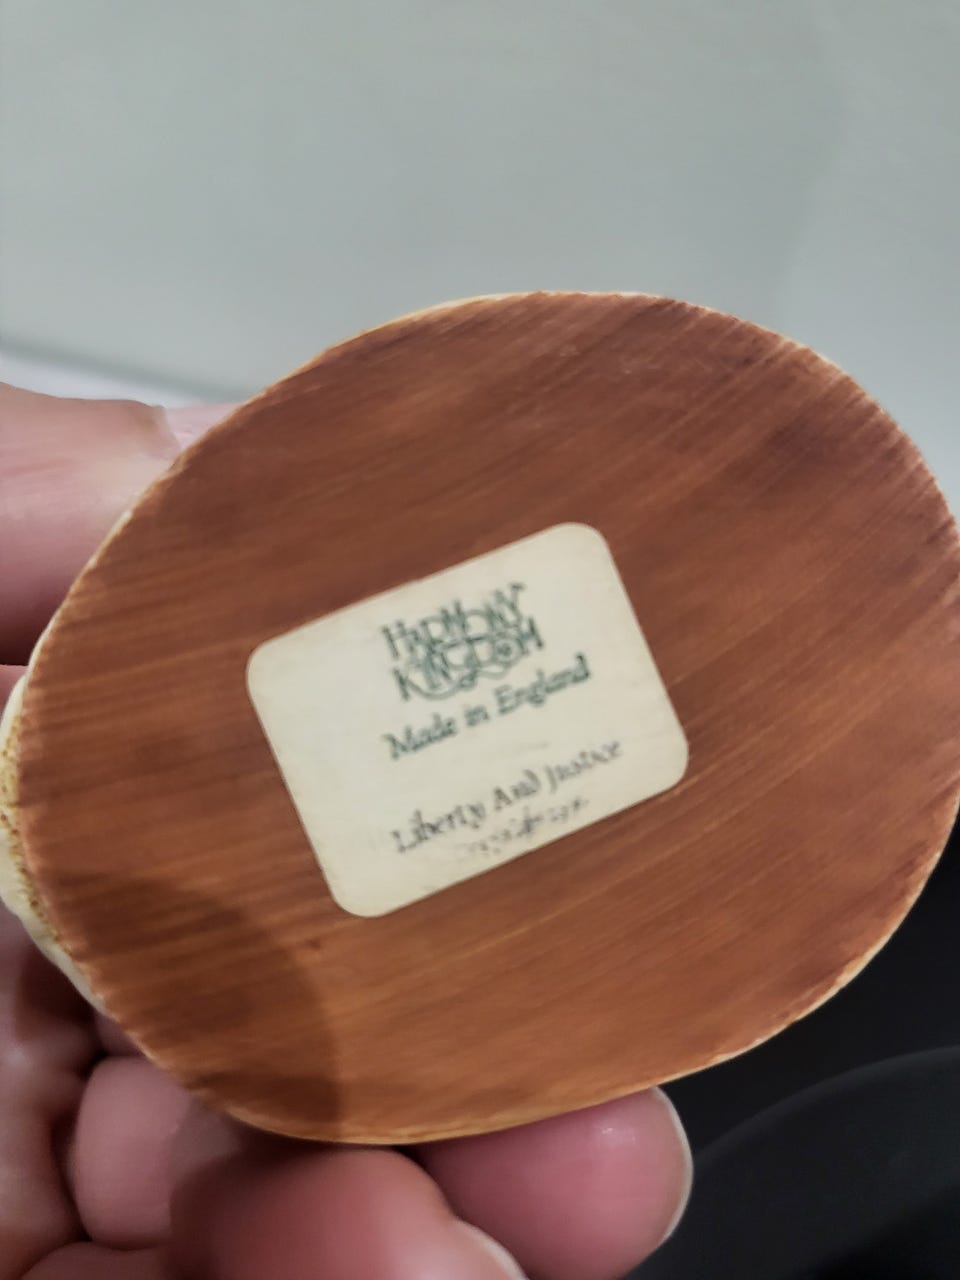 HARMONY
KINGDOM
Made in England
Liberty And Justice